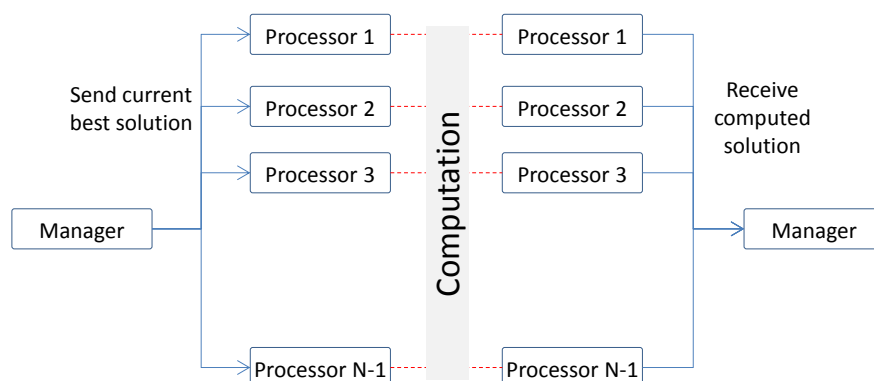 Processor 1
Processor 1
Send current
best solution
Processor 2
Processor 2
Receive
computed
solution
Processor 3
Processor 3
Computation
Manager
Manager
Processor N-1
Processor N-1